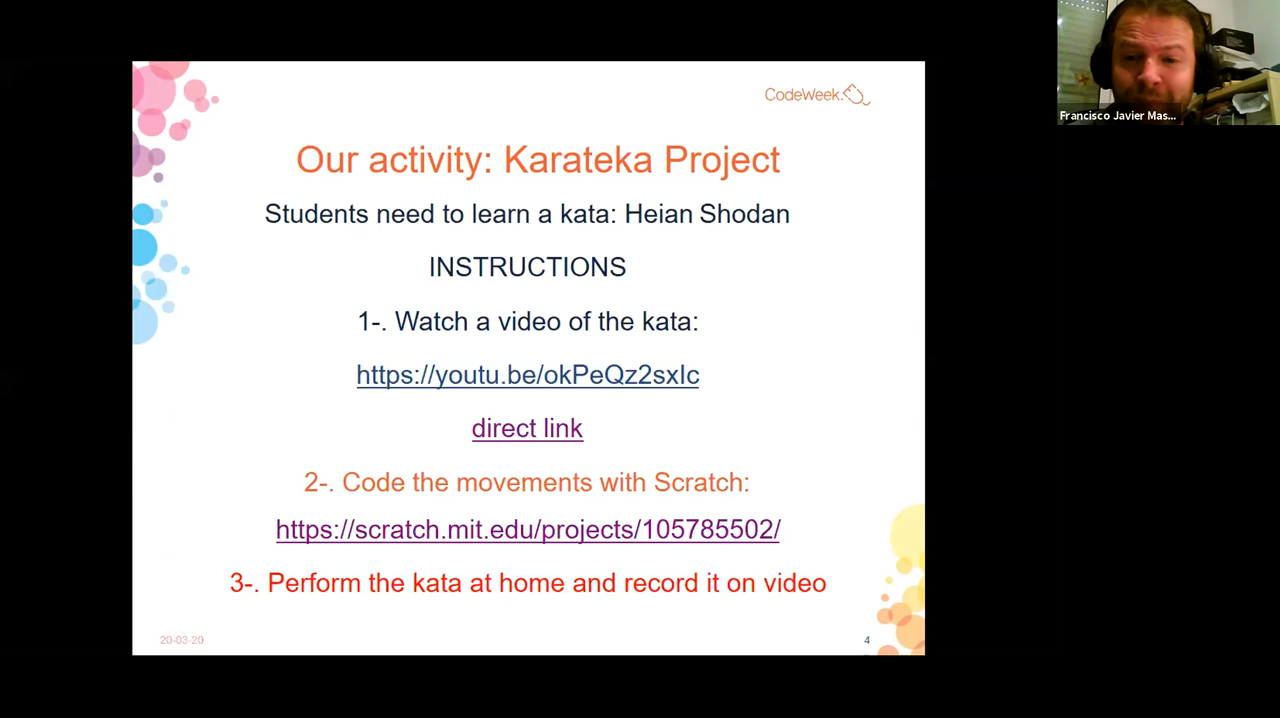 CodeWeek.
Francisco Javier Mas...
Our activity: Karateka Project
Students need to learn a kata: Heian Shodan
INSTRUCTIONS
1-. Watch a video of the kata:
https://youtu.be/okPeQz2sxIc
direct link
2-. Code the movements with Scratch:
https://scratch.mit.edu/projects/105785502/
3-. Perform the kata at home and record it on video
20-03-20
4